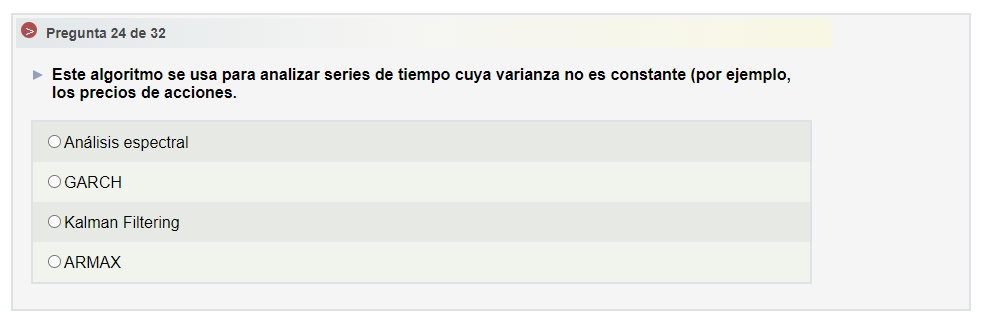 Pregunta 24 de 32
Este algoritmo se usa para analizar series de tiempo cuya varianza no es constante (por ejemplo,
los precios de acciones.
Análisis espectral
GARCH
Kalman Filtering
ARMAX